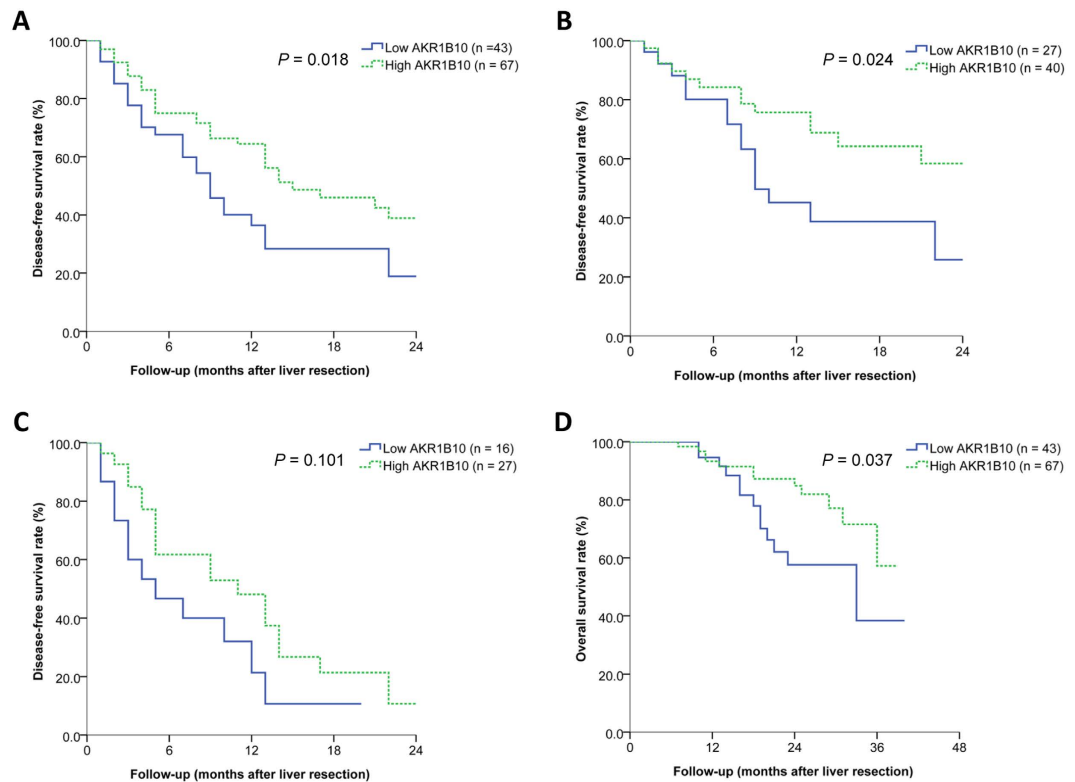 A
100.0
80.0
60.0
40.0
20.0
0.0
Disease-free survival rate (%)
P = 0.018
Low AKR1B10 (n =43)
High AKR1B10 (n = 67)
0 6 12 18 24
Follow-up (months after liver resection)
B
100.0
80.0
60.0
40.0
20.0
0.0
Disease-free survival rate (%)
P = 0.024
Low AKR1B10 (n = 27)
High AKR1B10 (n = 40)
0 6 12 18 24
Follow-up (months after liver resection)
C
100.0
80.0
60.0
40.0
20.0
0.0
Disease-free survival rate (%)
P = 0.101
Low AKR1B10 (n = 16)
High AKR1B10 (n = 27)
0 6 12 18 24
Follow-up (months after liver resection)
D
100.0
80.0
60.0
40.0
20.0
0.0
Overall survival rate (%)
P = 0.037
Low AKR1B10 (n = 43)
High AKR1B10 (n = 67)
0 12 24 36 48
Follow-up (months after liver resection)